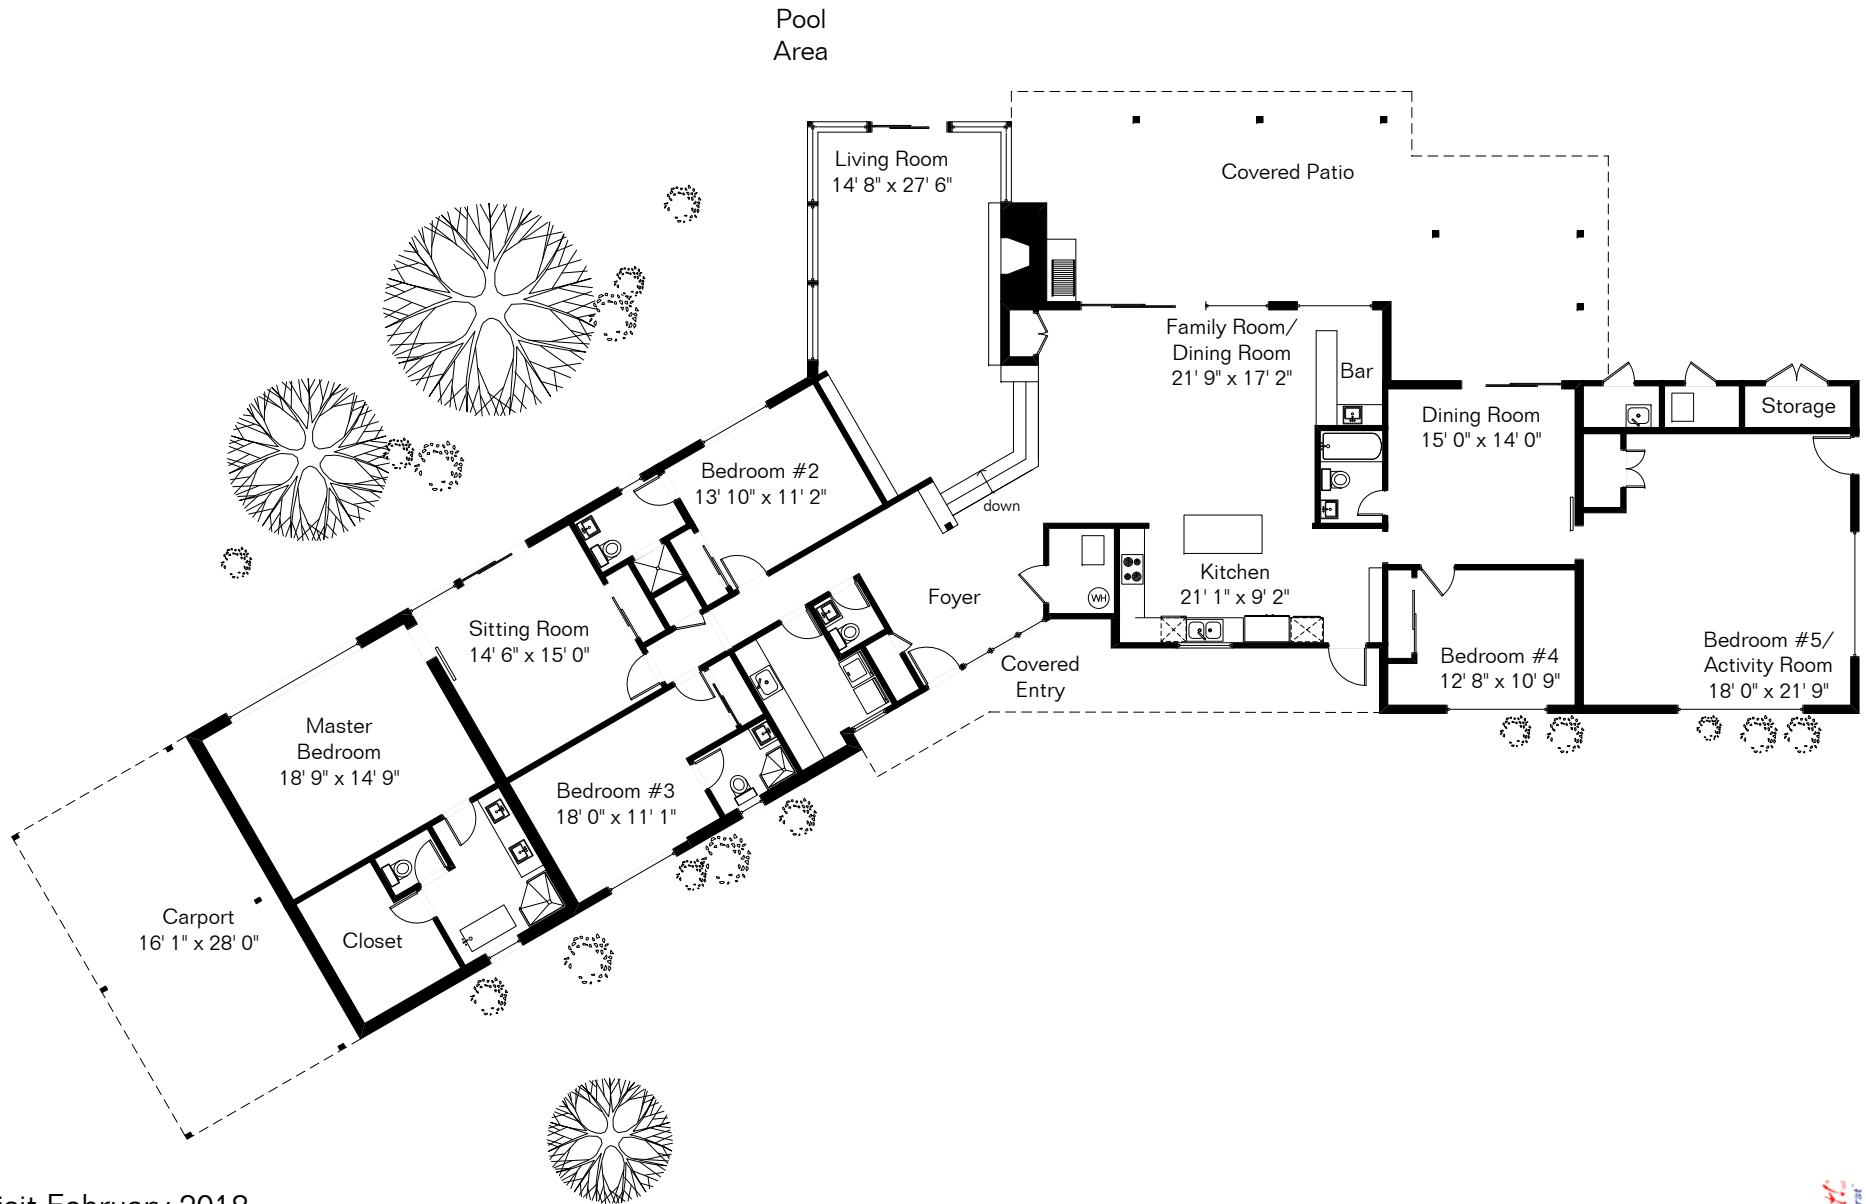 Pool
Area
Living Room
14' 8" x 27' 6"
Covered Patio
Family Room/
Dining Room
21' 9" x 17' 2"
Bar
Dining Room
15' 0" x 14' 0"
Storage
Bedroom #2
13' 10" x 11' 2"
down
Kitchen
21' 1" x 9' 2"
WH
Foyer
Sitting Room
14' 6" x 15' 0"
Covered
Entry
Bedroom #4
12' 8" x 10' 9"
Bedroom #5/
Activity Room
18' 0" x 21' 9"
Master
Bedroom
18' 9" x 14' 9"
Bedroom #3
18' 0" x 11' 1"
Carport
16' 1" x 28' 0"
Closet
February 2018